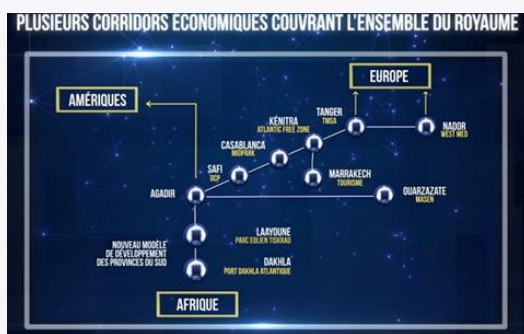 PLUSIEURS CORRIDORS ÉCONOMIQUES COUVRANT L'ENSEMBLE DU ROYAUME
EUROPE
AMÉRIQUES
TANGER
TMSA
KÉNITRA
ATLANTIC FREE ZONE
NADOR
WEST MED
CASABLANCA
MIDPARK
SAFI
OCP
MARRAKECH
TOURISME
AGADIR
OUARZAZATE
MASEN
LAAYOUNE
PARC EOLIEN TISKRAD
NOUVEAU MODÈLE
DE DÉVELOPPEMENT
DES PROVINCES DU SUD
DAKHLA
PORT DAKHLA ATLANTIQUE
AFRIQUE